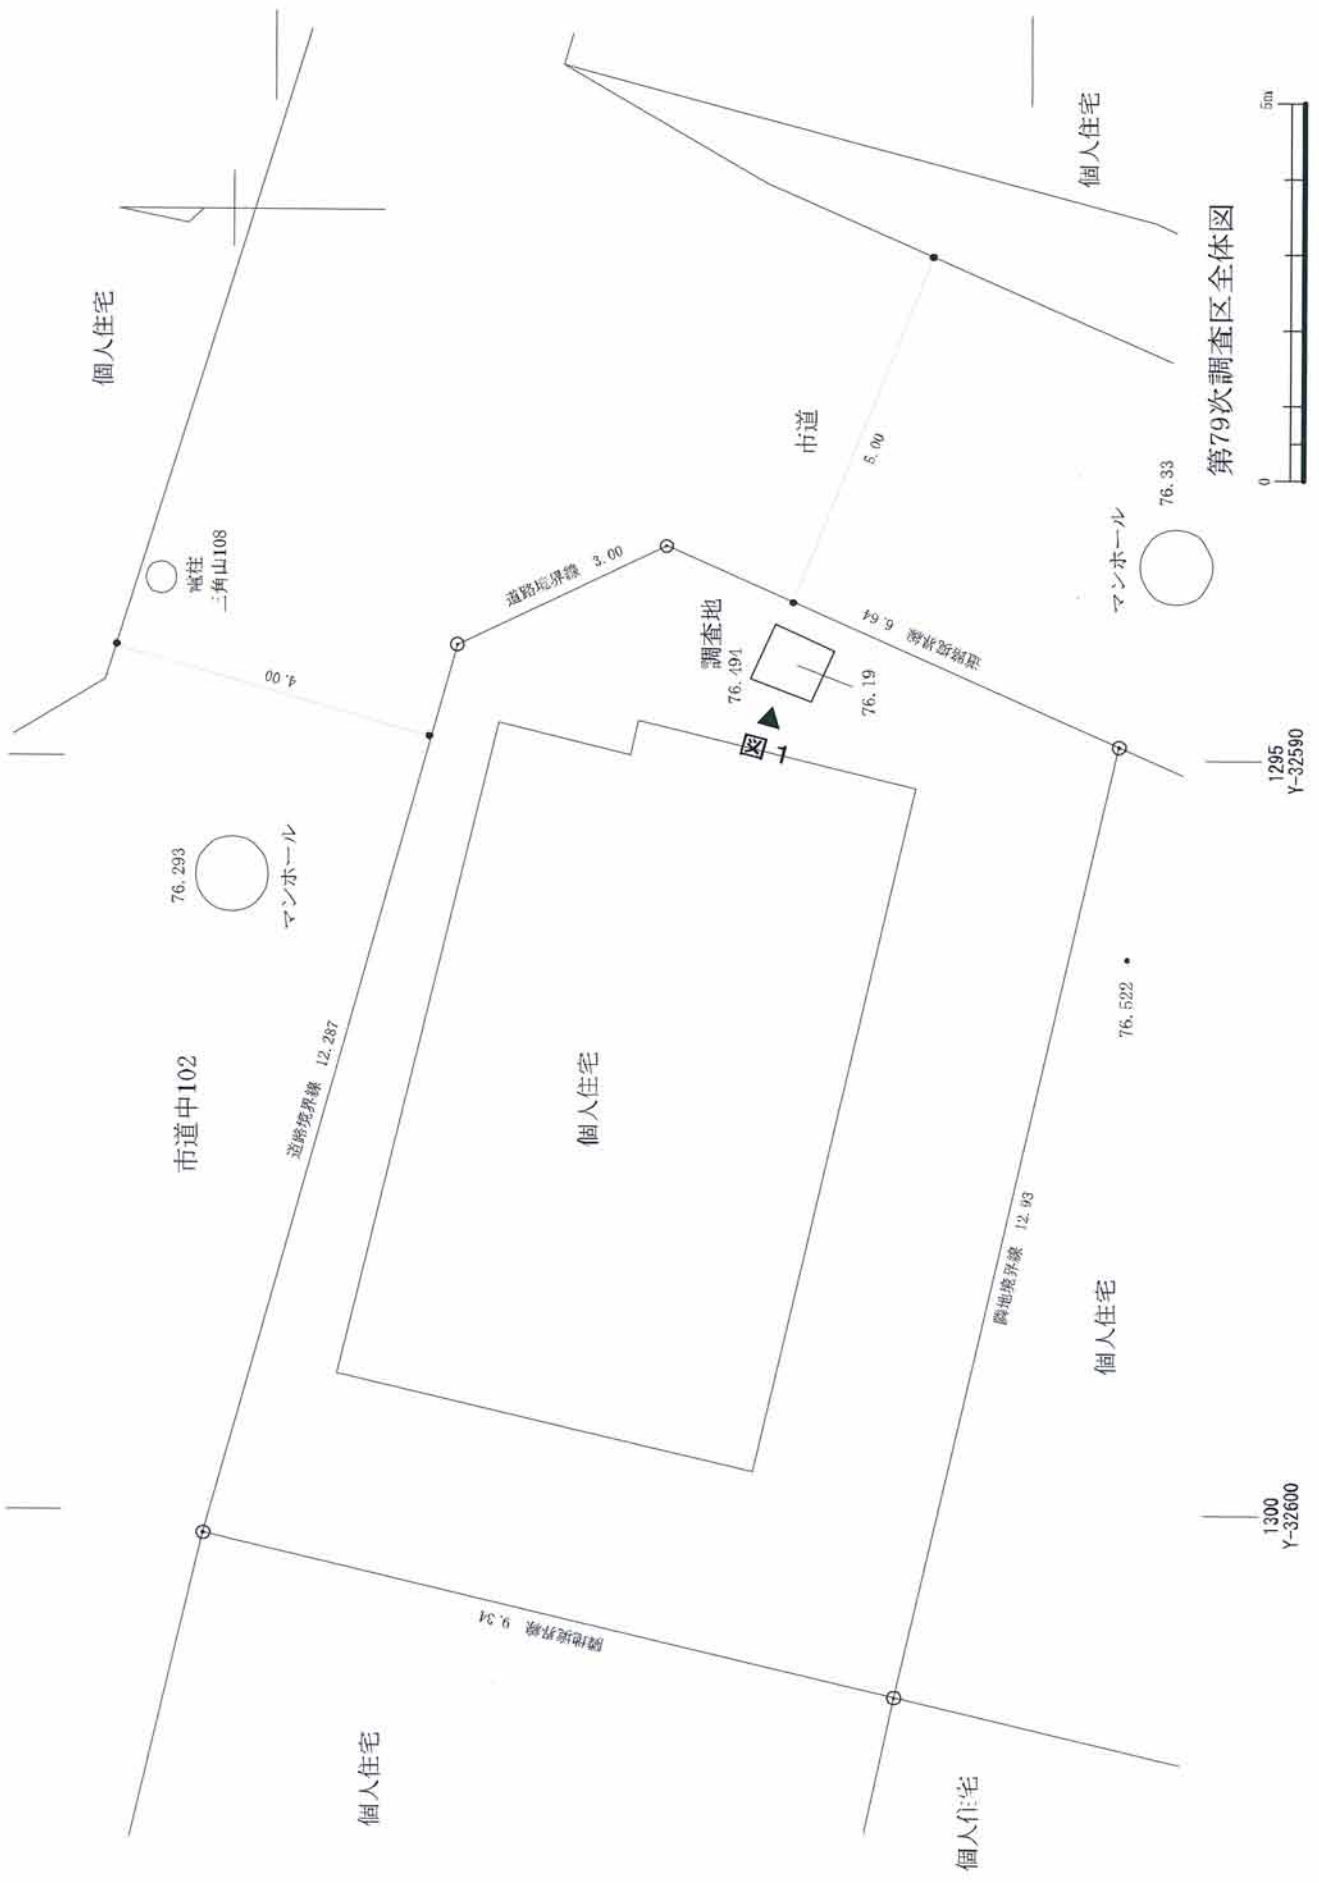 個人住宅
電柱
三角山108
4.00
市道中102
76.293
マンホール
道路境界線 12.287
道路境界線 3.00
個人住宅
調査地
76.494
76.19
図 1
市道
5.00
道路境界線 6.64
個人住宅
個人住宅
隣地境界線 9.34
隣地境界線 12.93
76.522
個人住宅
個人住宅
マンホール
76.33
第79次調査区全体図
0
5m
1300
Y-32600
1295
Y-32590